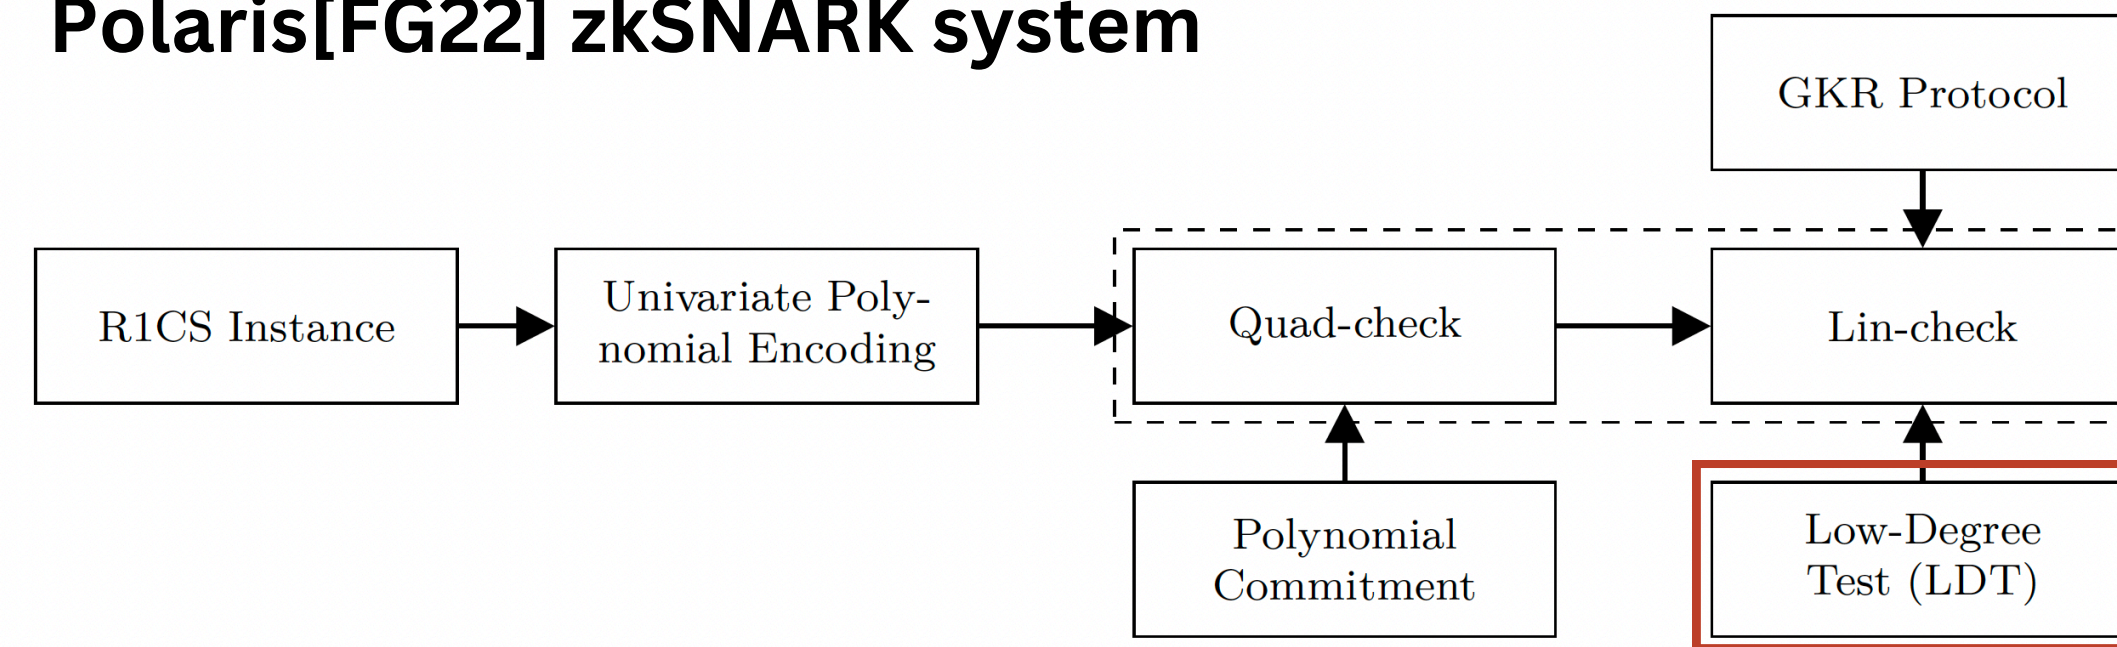 Polaris[FG22] zkSNARK system
GKR Protocol
R1CS Instance
Univariate Poly-
nomial Encoding
Quad-check
Lin-check
Polynomial
Commitment
Low-Degree
Test (LDT)